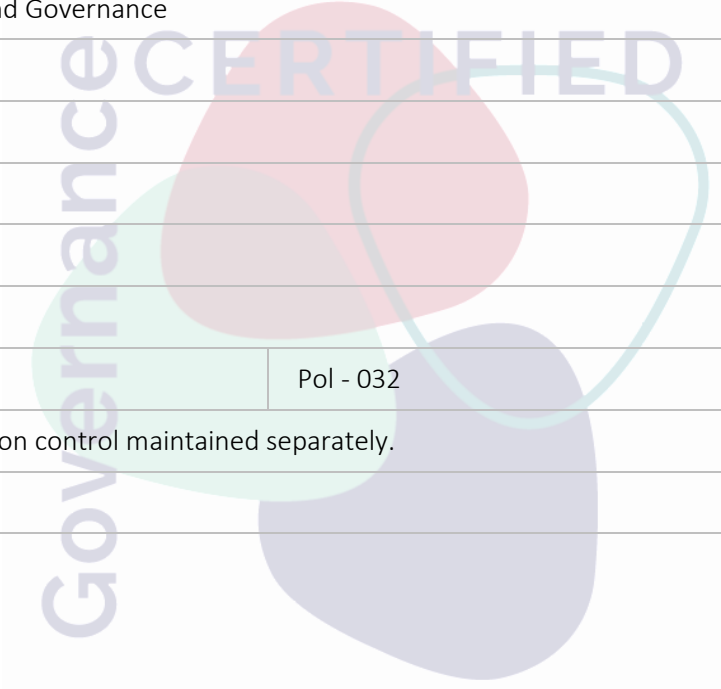 nd Governance
CERTIFIED
Governance
Pol - 032
on control maintained separately.